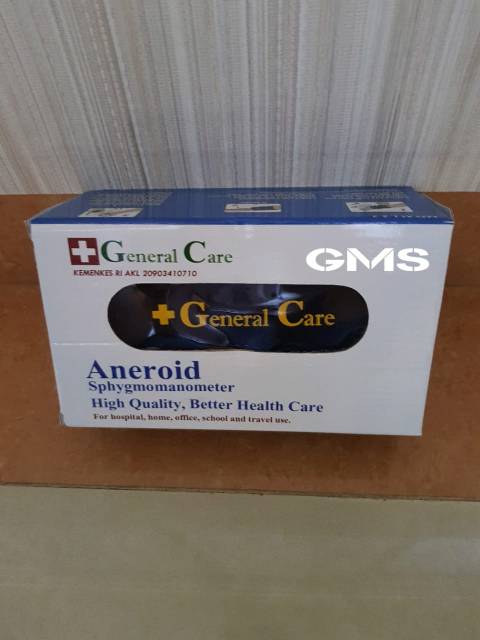 General Care
GMS
KEMENKES RI AKL 20903410710
General Care
Aneroid
Sphygmomanometer
High Quality, Better Health Care
For hospital, home, office, school and travel use.